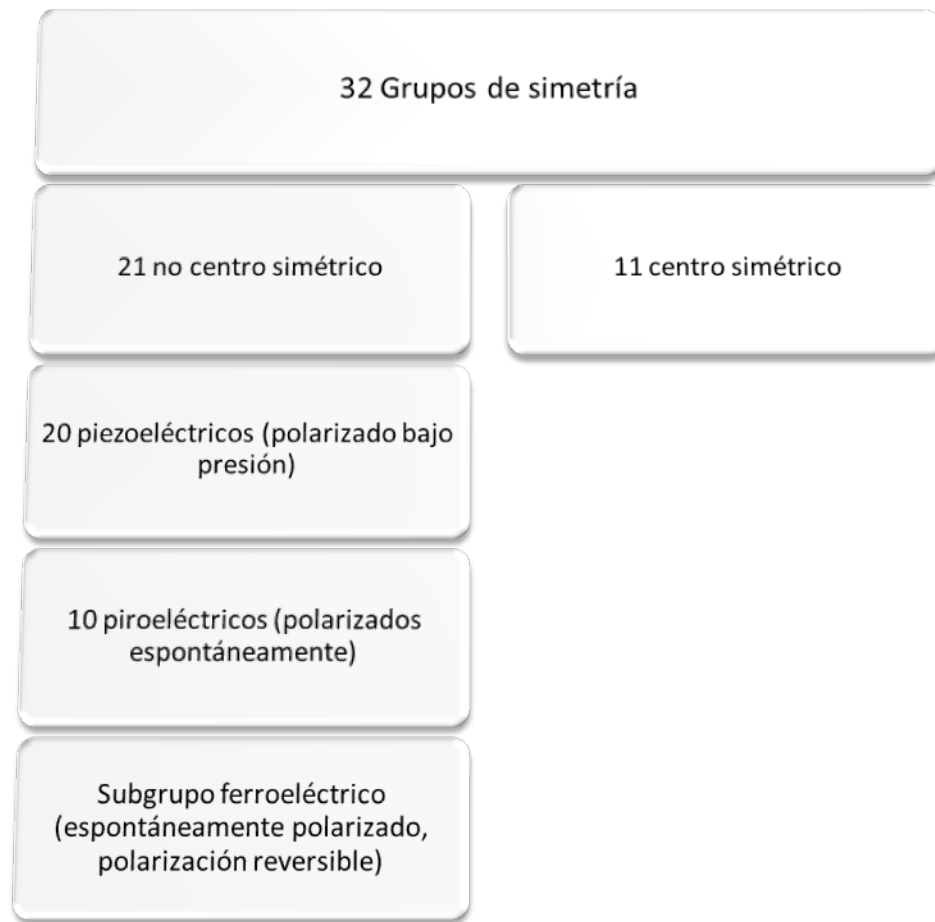 32 Grupos de simetría
21 no centro simétrico
11 centro simétrico
20 piezoeléctricos (polarizado bajo
presión)
10 piroeléctricos (polarizados
espontáneamente)
Subgrupo ferroeléctrico
(espontáneamente polarizado,
polarización reversible)